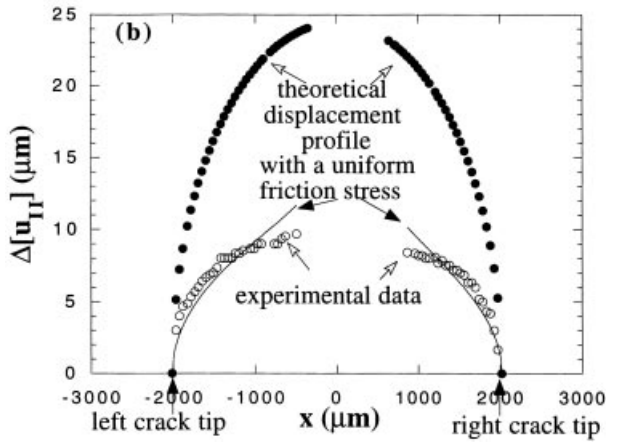 25
(b)
20
theoretical
displacement
profile
with a uniform
friction stress
15
Δ[u_II] (μm)
10
experimental data
5
0
-3000 -2000 -1000 0 1000 2000 3000
left crack tip x (μm) right crack tip